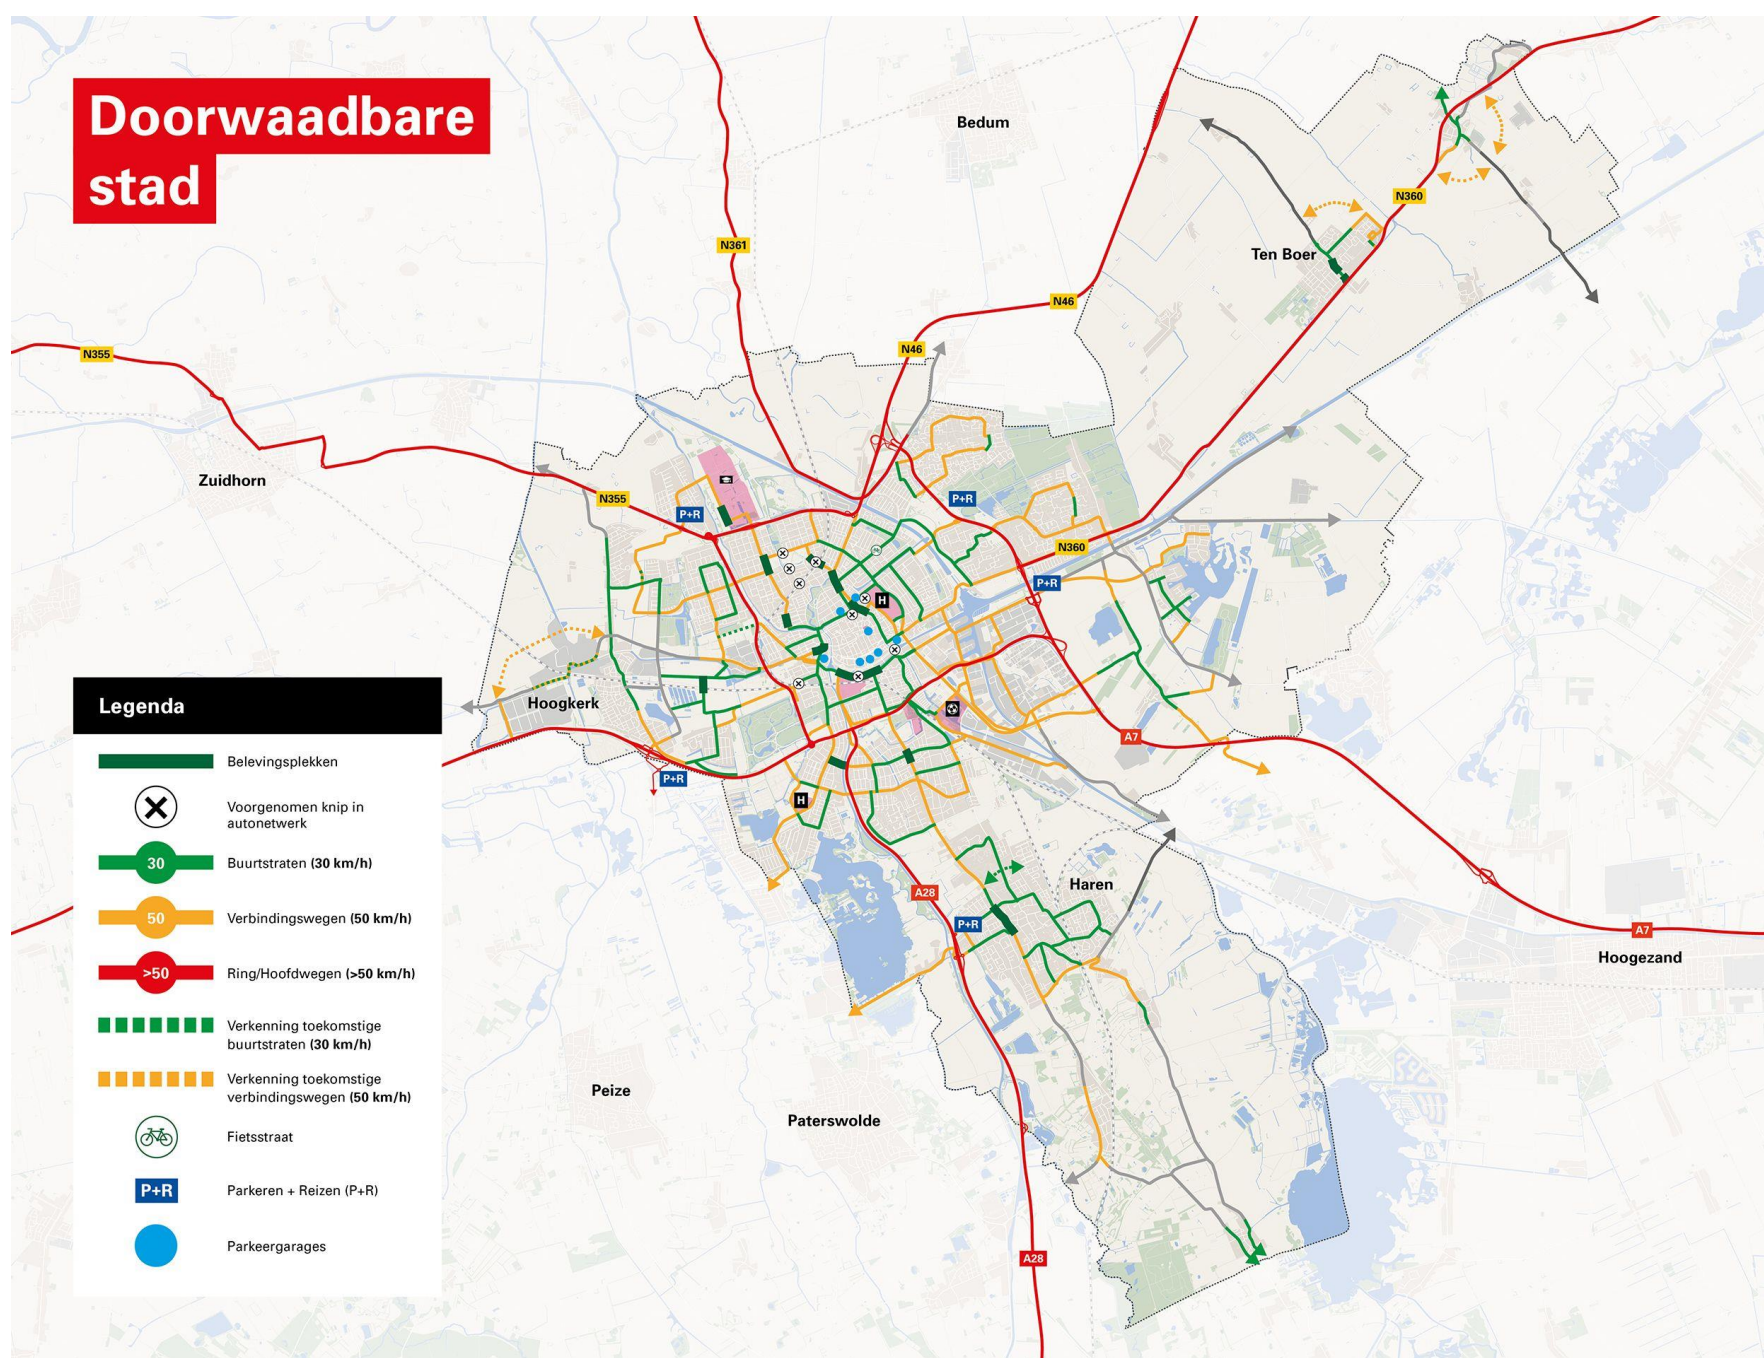 Doorwaadbare
stad
Bedum
N360
N361
Ten Boer
N46
N46
N355
Zuidhorn
N355
P+R
P+R
N360
P+R
H
Hoogkerk
A7
P+R
H
Haren
A28
P+R
A7
Hoogezand
Peize
Paterswolde
A28
Legenda
Belevingsplekken
Voorgenomen knip in
autonetwerk
30
Buurtstraten (30 km/h)
50
Verbindingswegen (50 km/h)
>50
Ring/Hoofdwegen (>50 km/h)
Verkenning toekomstige
buurtstraten (30 km/h)
Verkenning toekomstige
verbindingswegen (50 km/h)
Fietsstraat
P+R
Parkeren + Reizen (P+R)
Parkeergarages